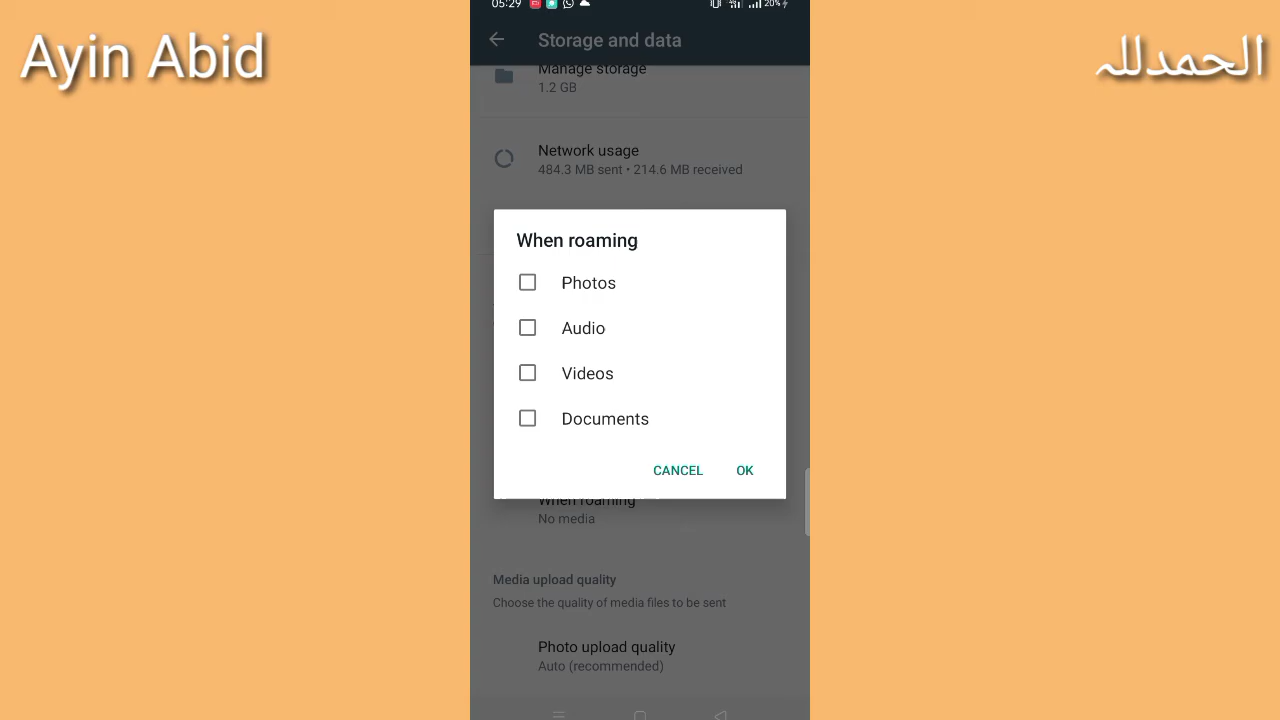 Ayin Abid
الحمدللہ
05:29
20%
Storage and data
Manage storage
1.2 GB
Network usage
484.3 MB sent • 214.6 MB received
When roaming
Photos
Audio
Videos
Documents
CANCEL OK
When roaming
No media
Media upload quality
Choose the quality of media files to be sent
Photo upload quality
Auto (recommended)